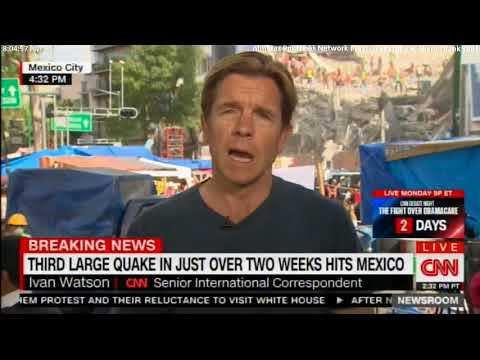 Mexico City
4:32 PM
LIVE MONDAY 9P ET
CNN DEBATE NIGHT
THE FIGHT OVER OBAMACARE
2 DAYS
BREAKING NEWS
LIVE
THIRD LARGE QUAKE IN JUST OVER TWO WEEKS HITS MEXICO
CNN
Ivan Watson CNN Senior International Correspondent
2:32 PM PT
EM PROTEST AND THEIR RELUCTANCE TO VISIT WHITE HOUSE
NEWSROOM